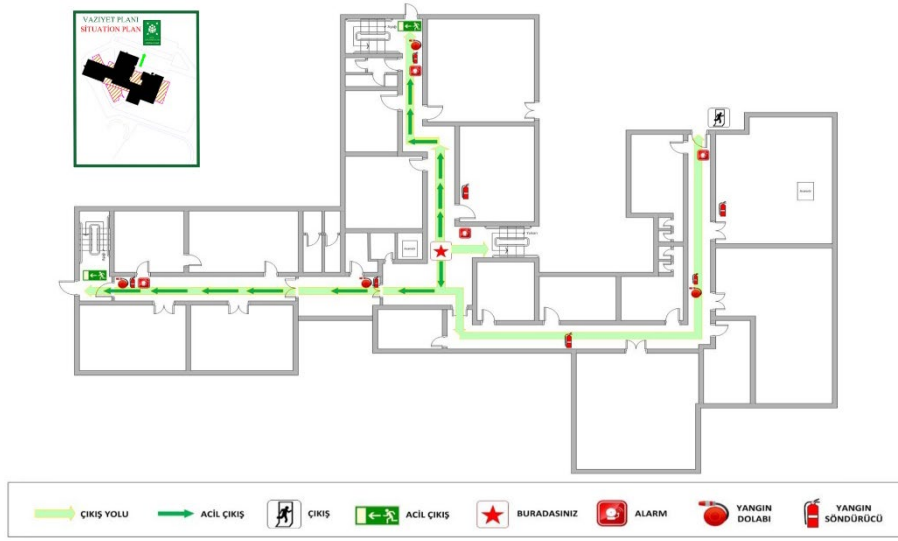 VAZİYET PLANI
SİTUATION PLAN
ÇIKIŞ YOLU
ACİL ÇIKIŞ
ÇIKIŞ
ACİL ÇIKIŞ
BURADASINIZ
ALARM
YANGIN
DOLABI
YANGIN
SÖNDÜRÜCÜ